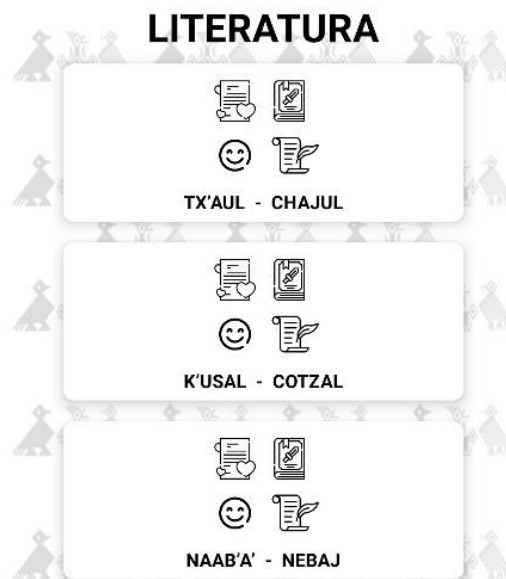 LITERATURA
TX'AUL - CHAJUL
K'USAL - COTZAL
NAAB'A' - NEBAJ